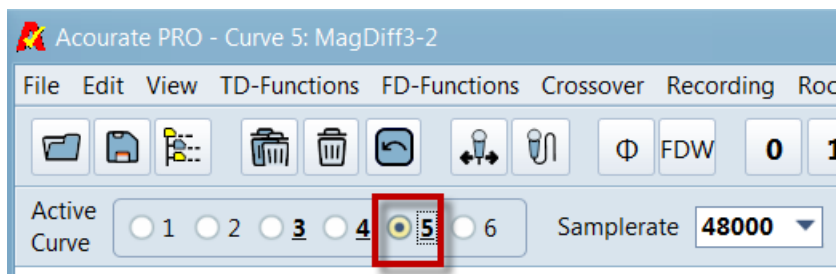 Acourate PRO - Curve 5: MagDiff3-2
File Edit View TD-Functions FD-Functions Crossover Recording Roo
Φ FDW 0 1
Active Curve 1 2 3 4 5 6 Samplerate 48000